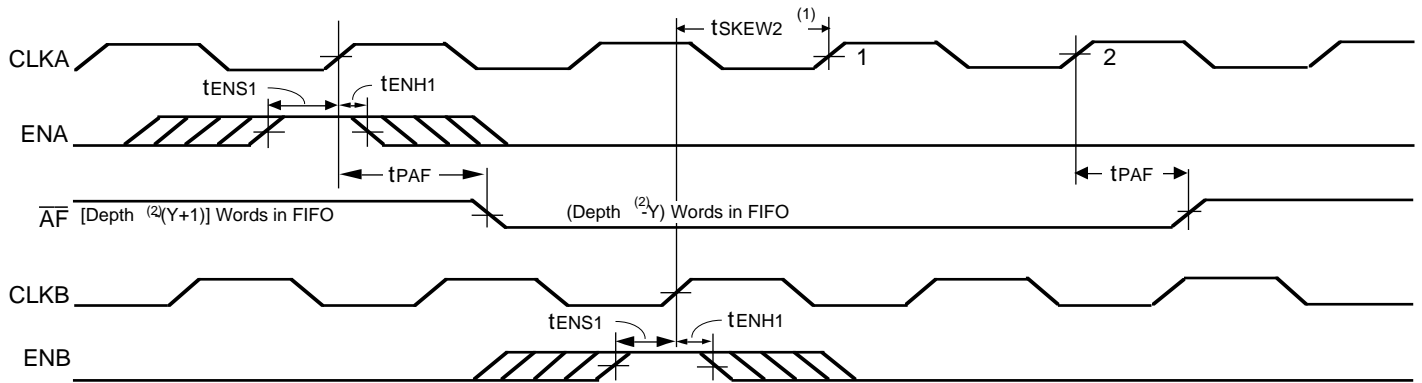 tSKEW2 (1)
CLKA 1 2
tENS1 tENH1
ENA
tPAF tPAF
AF [Depth (2)-(Y+1)] Words in FIFO (Depth (2)-Y) Words in FIFO
CLKB
tENS1 tENH1
ENB